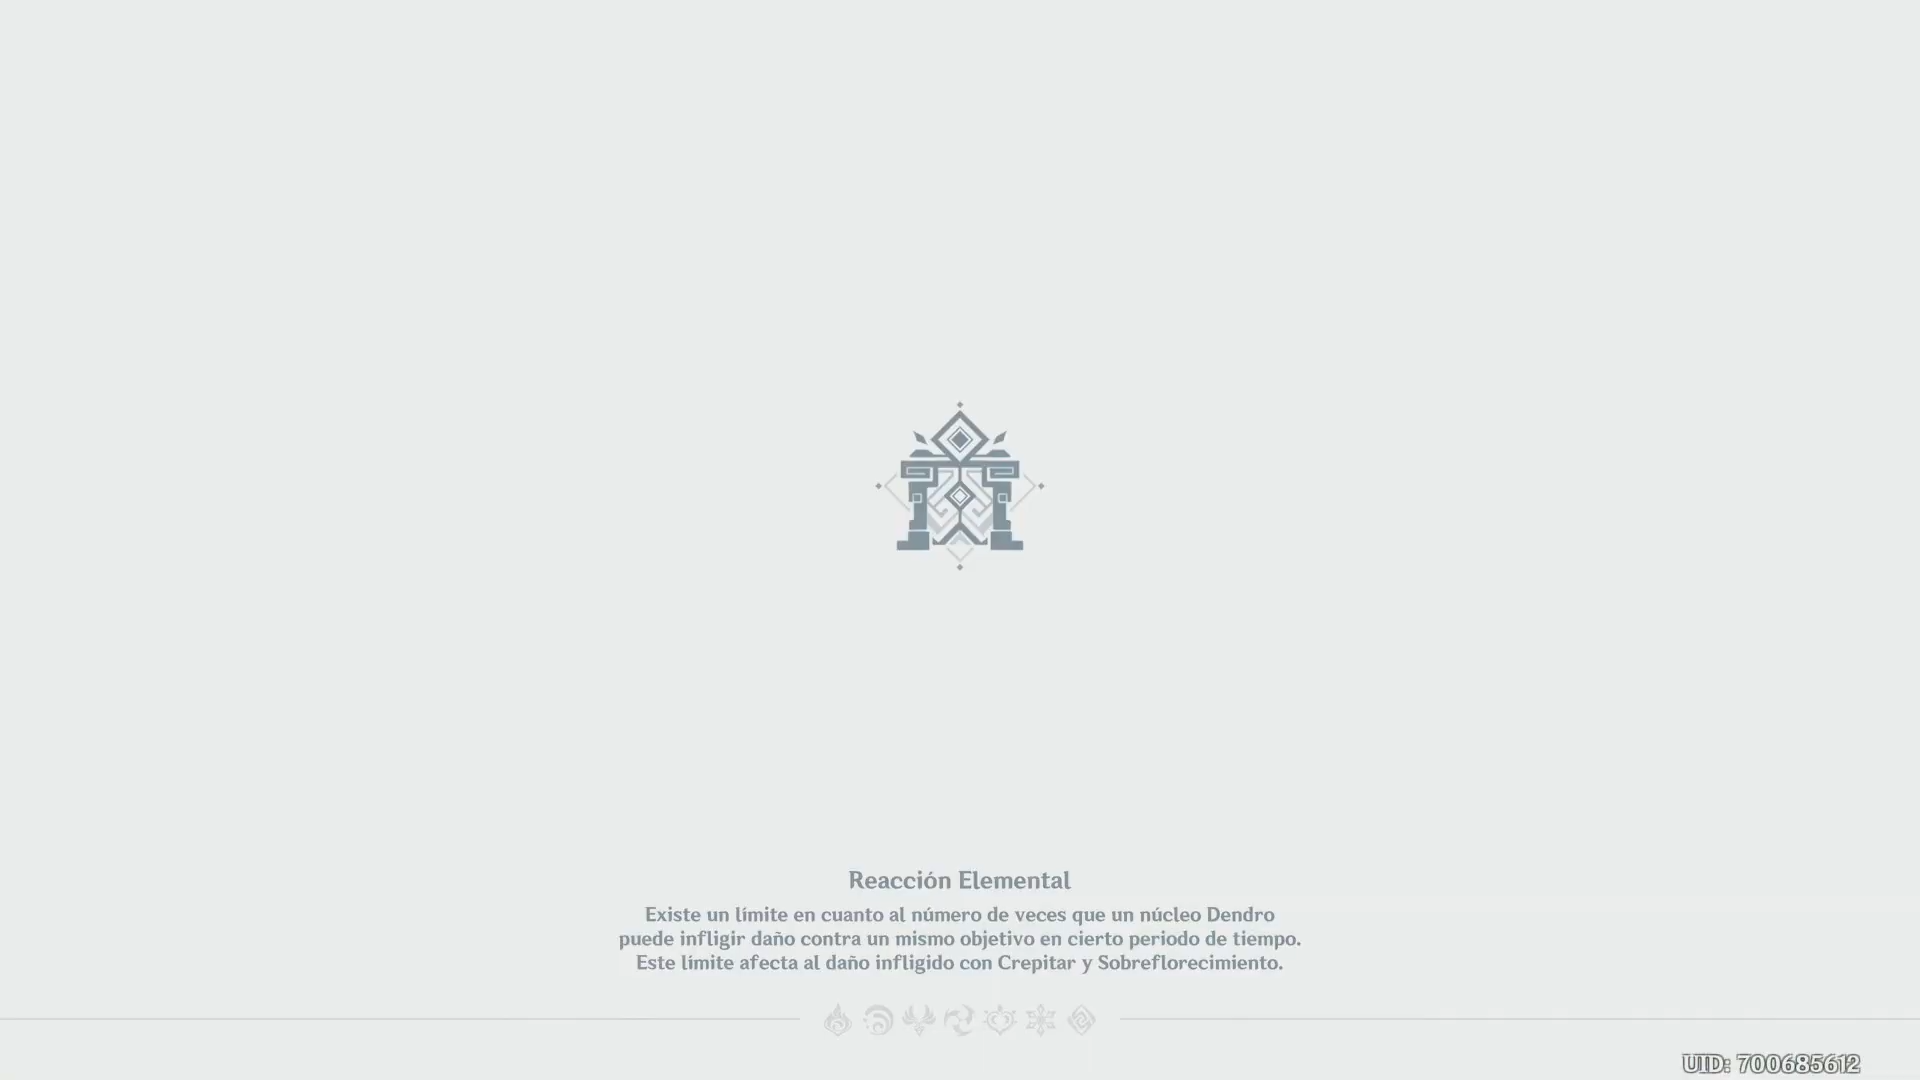 Reacción Elemental
Existe un límite en cuanto al número de veces que un núcleo Dendro
puede infligir daño contra un mismo objetivo en cierto periodo de tiempo.
Este límite afecta al daño infligido con Crepitar y Sobreflorecimiento.
UID: 700685612